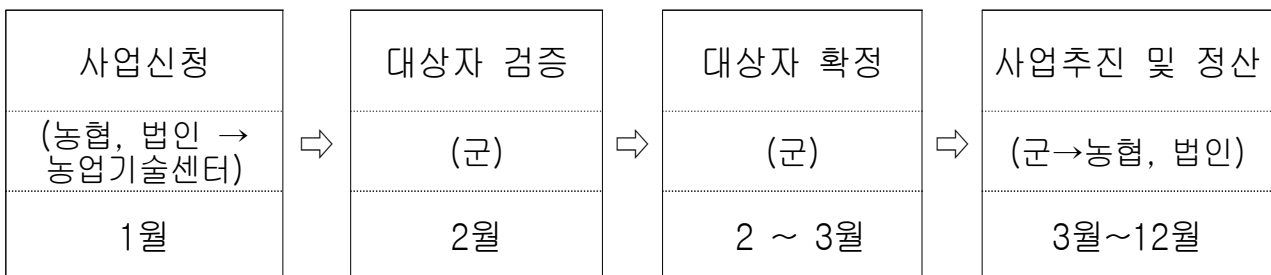 사업신청
(농협, 법인 →
농업기술센터)
1월
⇨
대상자 검증
(군)
2월
⇨
대상자 확정
(군)
2 ~ 3월
⇨
사업추진 및 정산
(군→농협, 법인)
3월~12월